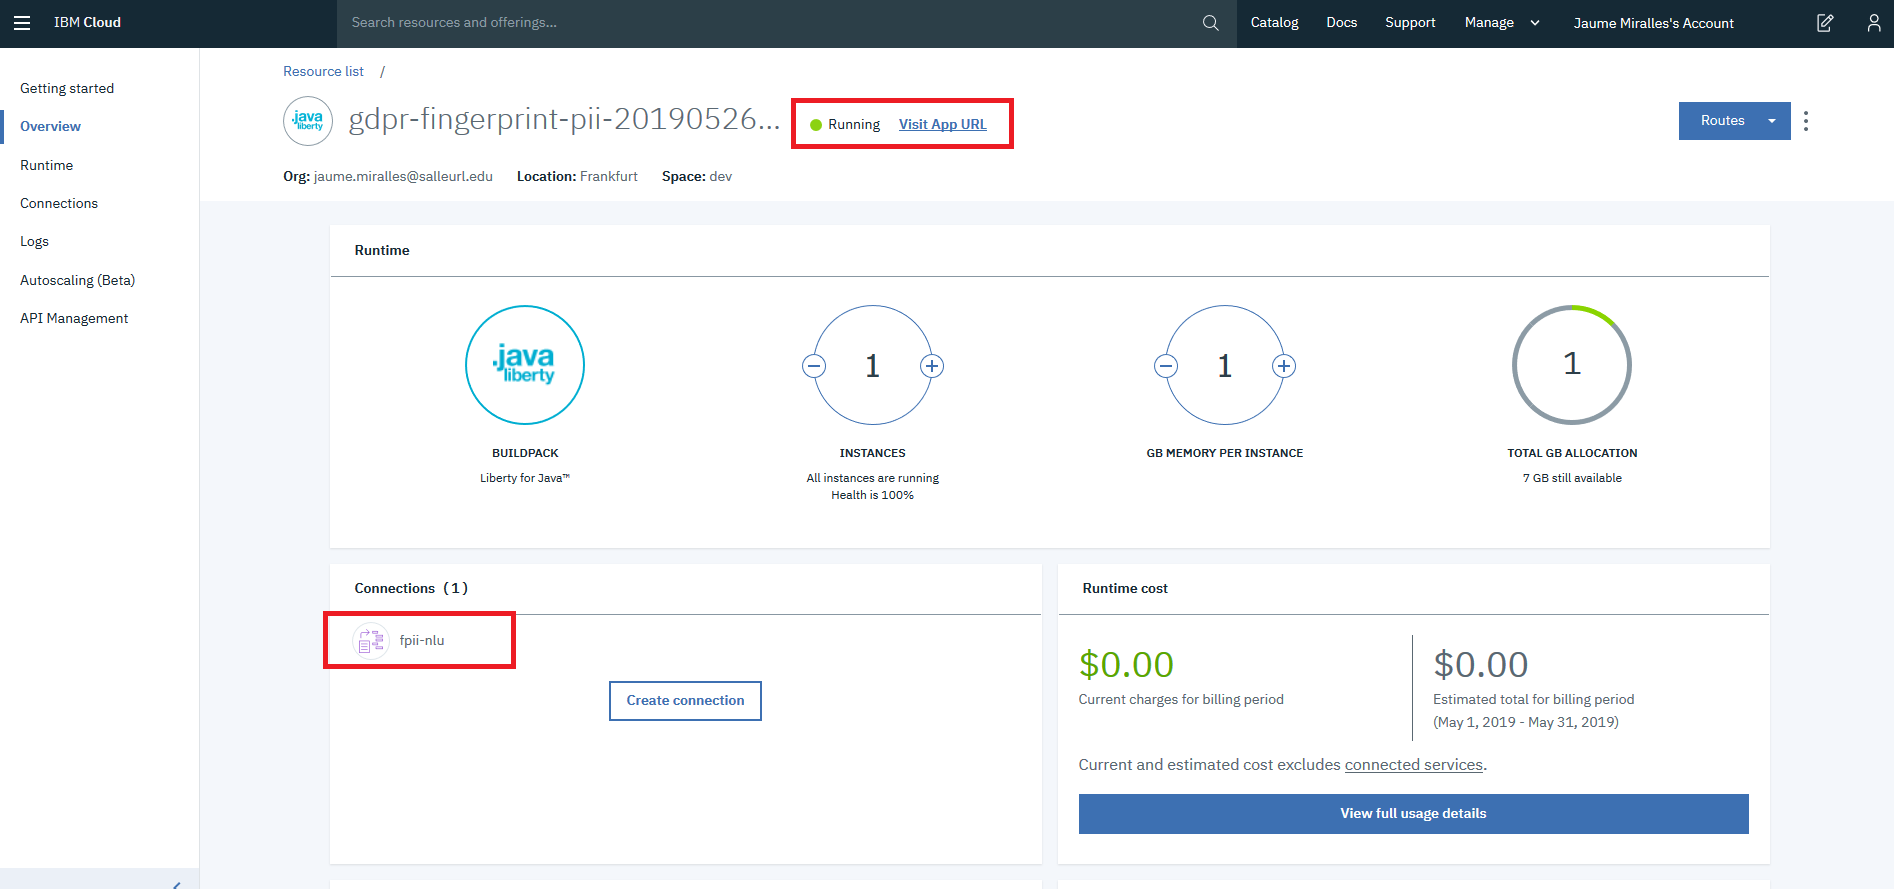 IBM Cloud
Search resources and offerings...
Catalog
Docs
Support
Manage
Jaume Miralles's Account
Getting started
Overview
Runtime
Connections
Logs
Autoscaling (Beta)
API Management
Resource list /
java liberty
gdpr-fingerprint-pii-20190526...
Running Visit App URL
Routes
Org: jaume.miralles@salleurl.edu Location: Frankfurt Space: dev
Runtime
java
liberty
BUILDPACK
Liberty for Java™
1
INSTANCES
All instances are running
Health is 100%
1
GB MEMORY PER INSTANCE
1
TOTAL GB ALLOCATION
7 GB still available
Connections (1)
fpii-nlu
Create connection
Runtime cost
$0.00
Current charges for billing period
$0.00
Estimated total for billing period
(May 1, 2019 - May 31, 2019)
Current and estimated cost excludes connected services.
View full usage details